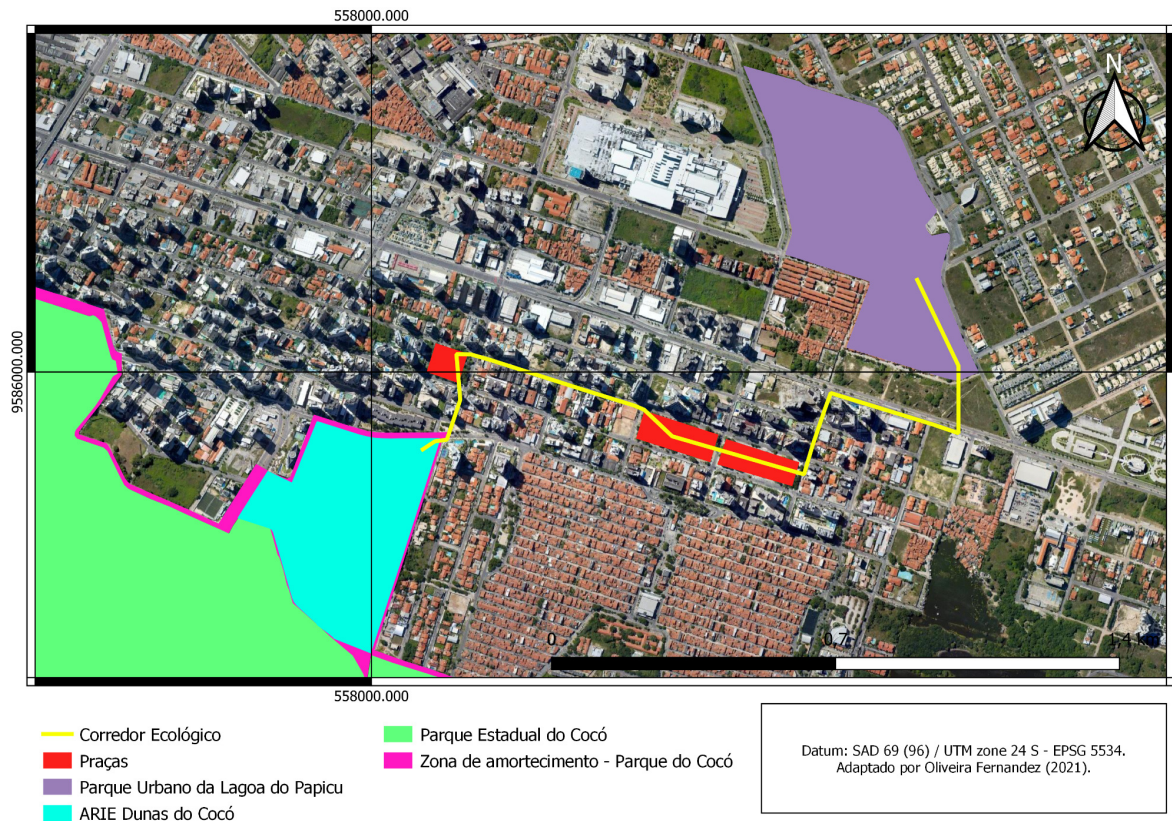 558000.000
N
9586000.000
0
0.7
1.41
558000.000
Corredor Ecológico
Praças
Parque Urbano da Lagoa do Papicu
ARIE Dunas do Cocó
Parque Estadual do Cocó
Zona de amortecimento - Parque do Cocó
Datum: SAD 69 (96) / UTM zone 24 S - EPSG 5534.
Adaptado por Oliveira Fernandez (2021).